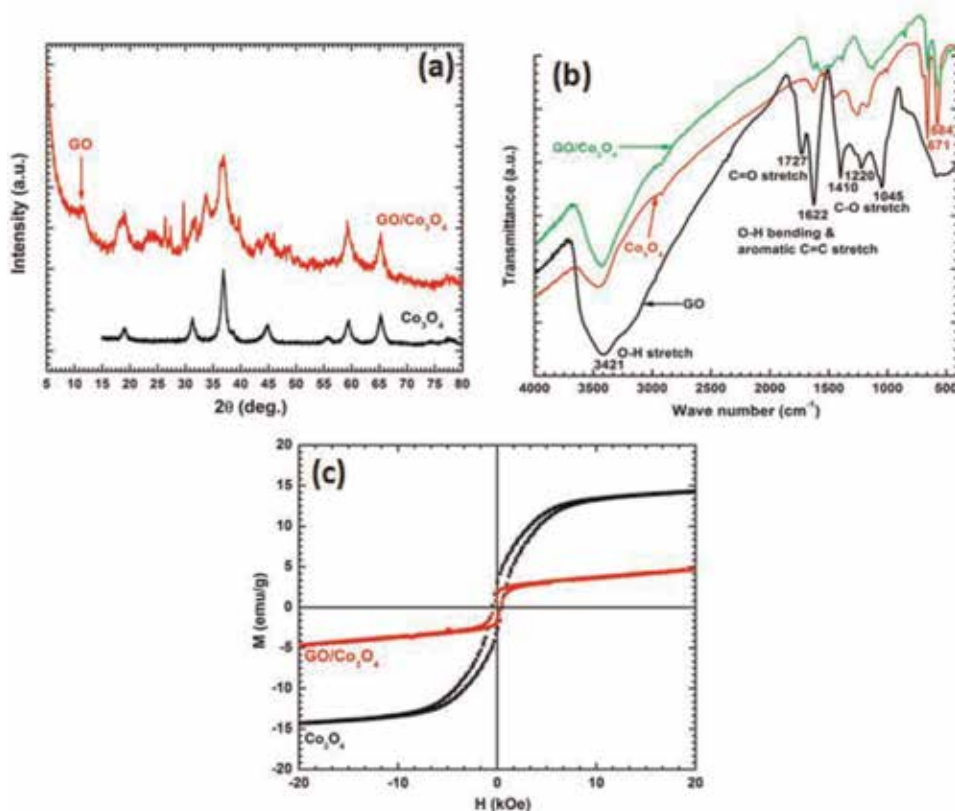 (a)
GO
GO/Co3O4
Co3O4
Intensity (a.u.)
5 10 15 20 25 30 35 40 45 50 55 60 65 70 75 80
2θ (deg.)
(b)
GO/Co3O4
Co3O4
GO
1727
C=O stretch
1622
O-H bending &
aromatic C=C stretch
1410
1220
1045
C-O stretch
684
571
O-H stretch
3421
Transmittance (a.u.)
4000 3500 3000 2500 2000 1500 1000 500
Wave number (cm-1)
(c)
20
15
10
5
0
-5
-10
-15
-20
M (emu/g)
GO/Co3O4
Co3O4
-20 -10 0 10 20
H (kOe)